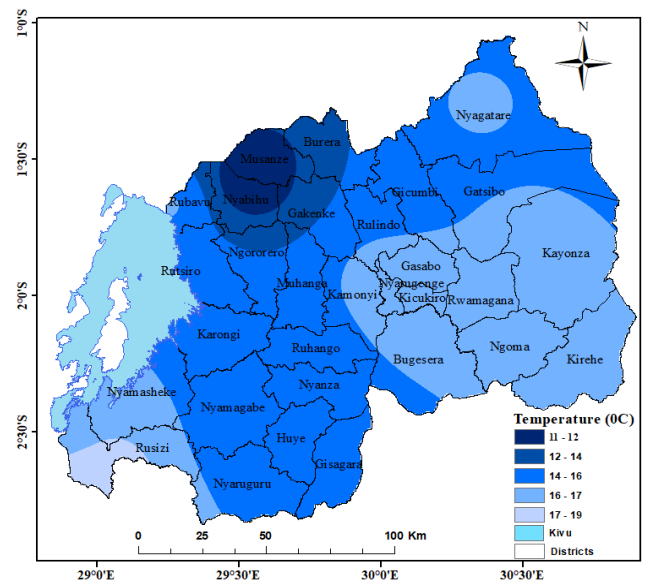 1°0'S
N
Nyagatare
Burera
1°30'S
Musanze
Nyabihu
Gicumbi
Gatsibo
Rubavu
Gakenke
Rulindo
Ngororero
Gasabo
Kayonza
Rutsiro
Muhanga
Nyarugenge
2°0'S
Kamonyi
Kicukiro
Rwamagana
Karongi
Ruhango
Bugesera
Ngoma
Kirehe
Nyamasheke
Nyanza
Nyamagabe
Temperature (0C)
2°30'S
Rusizi
Huye
11 - 12
12 - 14
Gisagara
14 - 16
Nyaruguru
16 - 17
17 - 19
Kivu
Districts
0 25 50 100 Km
29°0'E 29°30'E 30°0'E 30°30'E